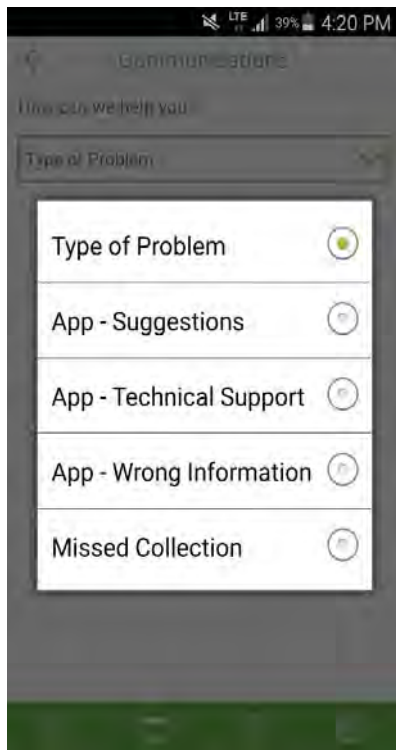 LTE 39% 4:20 PM
Communications
How can we help you?
Type of Problem
Type of Problem
App - Suggestions
App - Technical Support
App - Wrong Information
Missed Collection